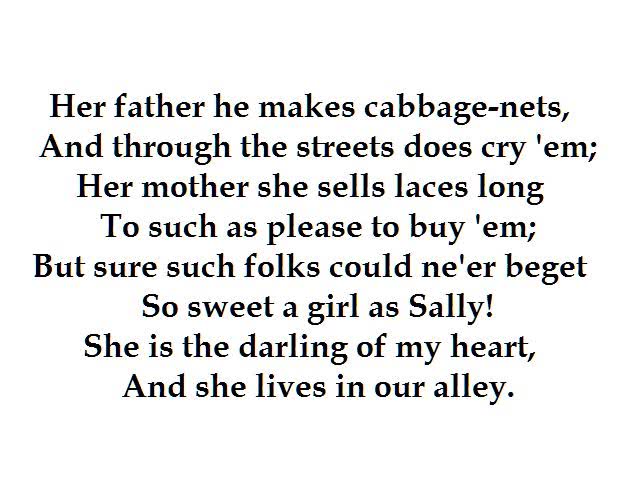 Her father he makes cabbage-nets,
And through the streets does cry 'em;
Her mother she sells laces long
To such as please to buy 'em;
But sure such folks could ne'er beget
So sweet a girl as Sally!
She is the darling of my heart,
And she lives in our alley.